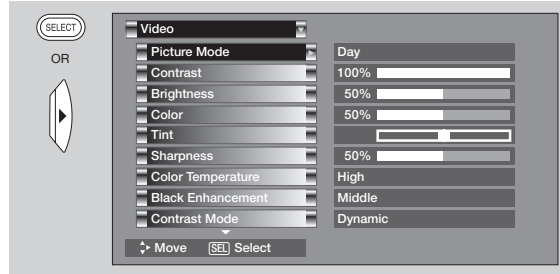 SELECT
OR
Video
Picture Mode Day
Contrast 100%
Brightness 50%
Color 50%
Tint
Sharpness 50%
Color Temperature High
Black Enhancement Middle
Contrast Mode Dynamic
Move SEL Select